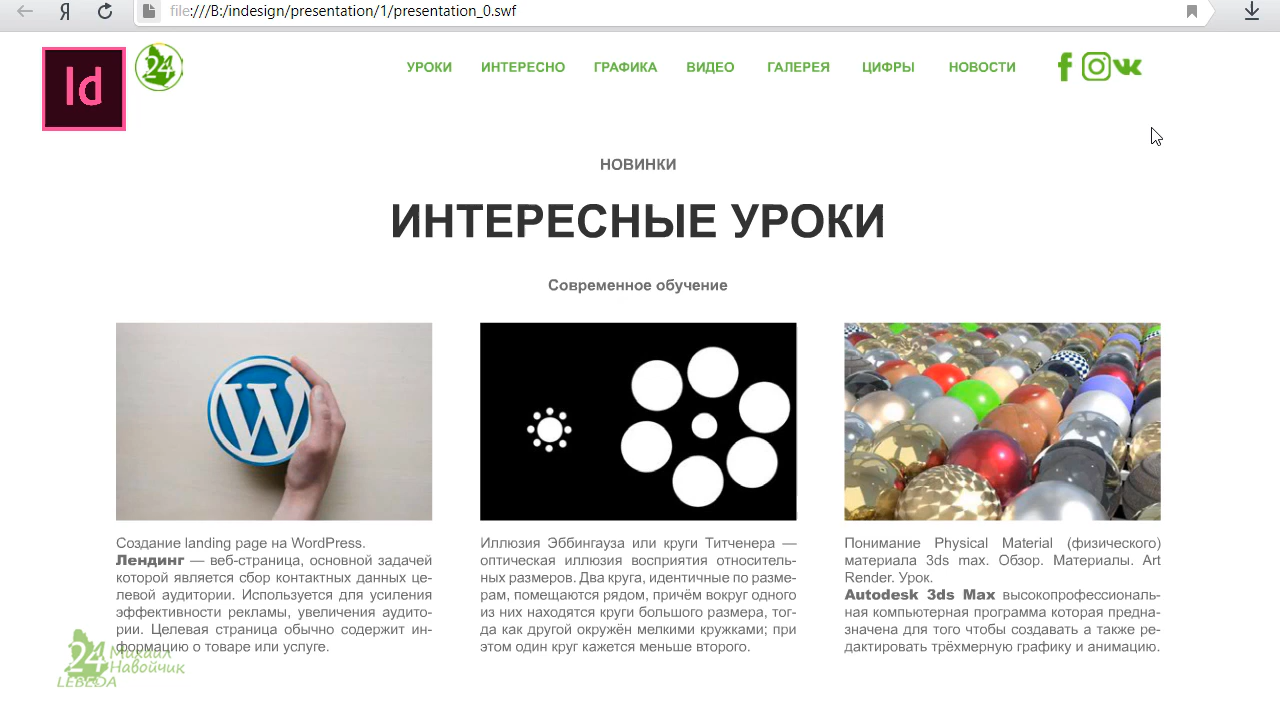 Я
file:///B:/indesign/presentation/1/presentation_0.swf
Id
24
УРОКИ ИНТЕРЕСНО ГРАФИКА ВИДЕО ГАЛЕРЕЯ ЦИФРЫ НОВОСТИ
НОВИНКИ
ИНТЕРЕСНЫЕ УРОКИ
Современное обучение
W
Создание landing page на WordPress.
Лендинг — веб-страница, основной задачей
которой является сбор контактных данных це-
левой аудитории. Используется для усиления
эффективности рекламы, увеличения аудито-
рии. Целевая страница обычно содержит ин-
формацию о товаре или услуге.
Иллюзия Эббингауза или круги Титченера —
оптическая иллюзия восприятия относитель-
ных размеров. Два круга, идентичные по разме-
рам, помещаются рядом, причём вокруг одного
из них находятся круги большого размера, тог-
да как другой окружён мелкими кружками; при
этом один круг кажется меньше второго.
Понимание Physical Material (физического)
материала 3ds max. Обзор. Материалы. Art
Render. Урок.
Autodesk 3ds Max высокопрофессиональ-
ная компьютерная программа которая предна-
значена для того чтобы создавать а также ре-
дактировать трёхмерную графику и анимацию.
24 Михаил
Навойчик
LEBEDA